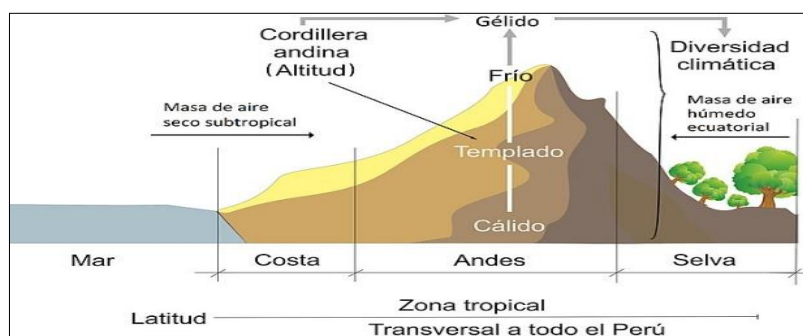 Gélido
Cordillera
andina
(Altitud)
Diversidad
climática
Frío
Masa de aire
seco subtropical
Masa de aire
húmedo
ecuatorial
Templado
Cálido
Mar
Costa
Andes
Selva
Latitud
Zona tropical
Transversal a todo el Perú